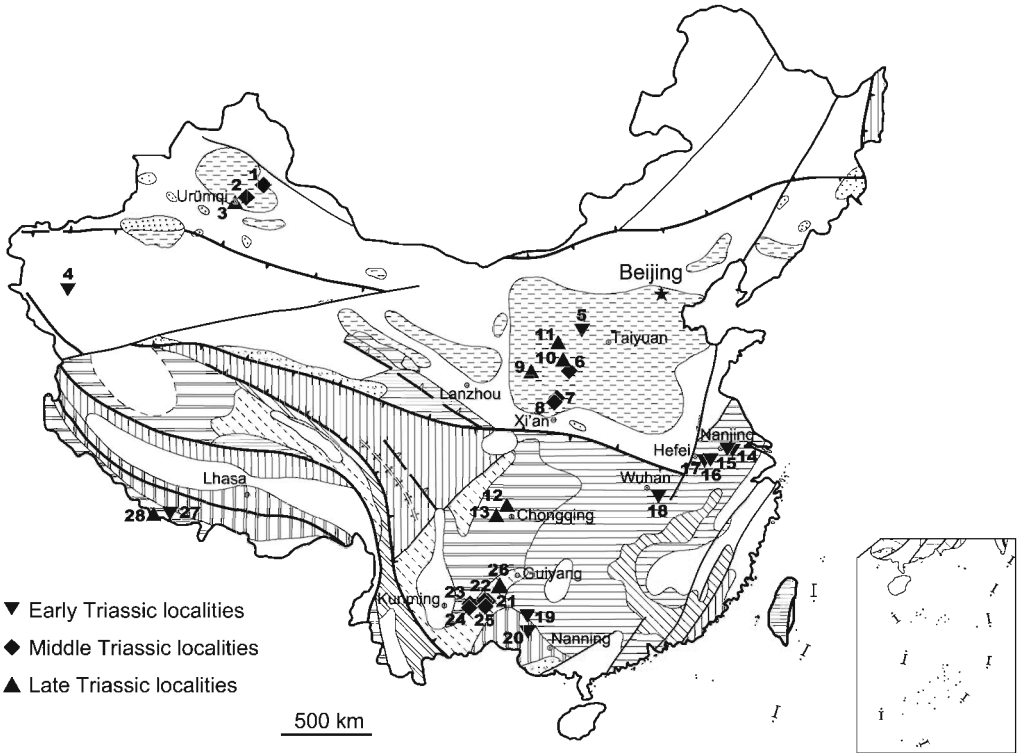 1
2
Urümqi
3
4
Beijing
5
11
Taiyuan
10
6
9
Lanzhou
7
8
Xi'an
Nanjing
Hefei
14
15
17
16
Wuhan
Lhasa
12
18
13
Chongqing
28
27
26
Guiyang
22
23
21
Kunming
19
24
25
20
Nanning
Early Triassic localities
Middle Triassic localities
Late Triassic localities
500 km